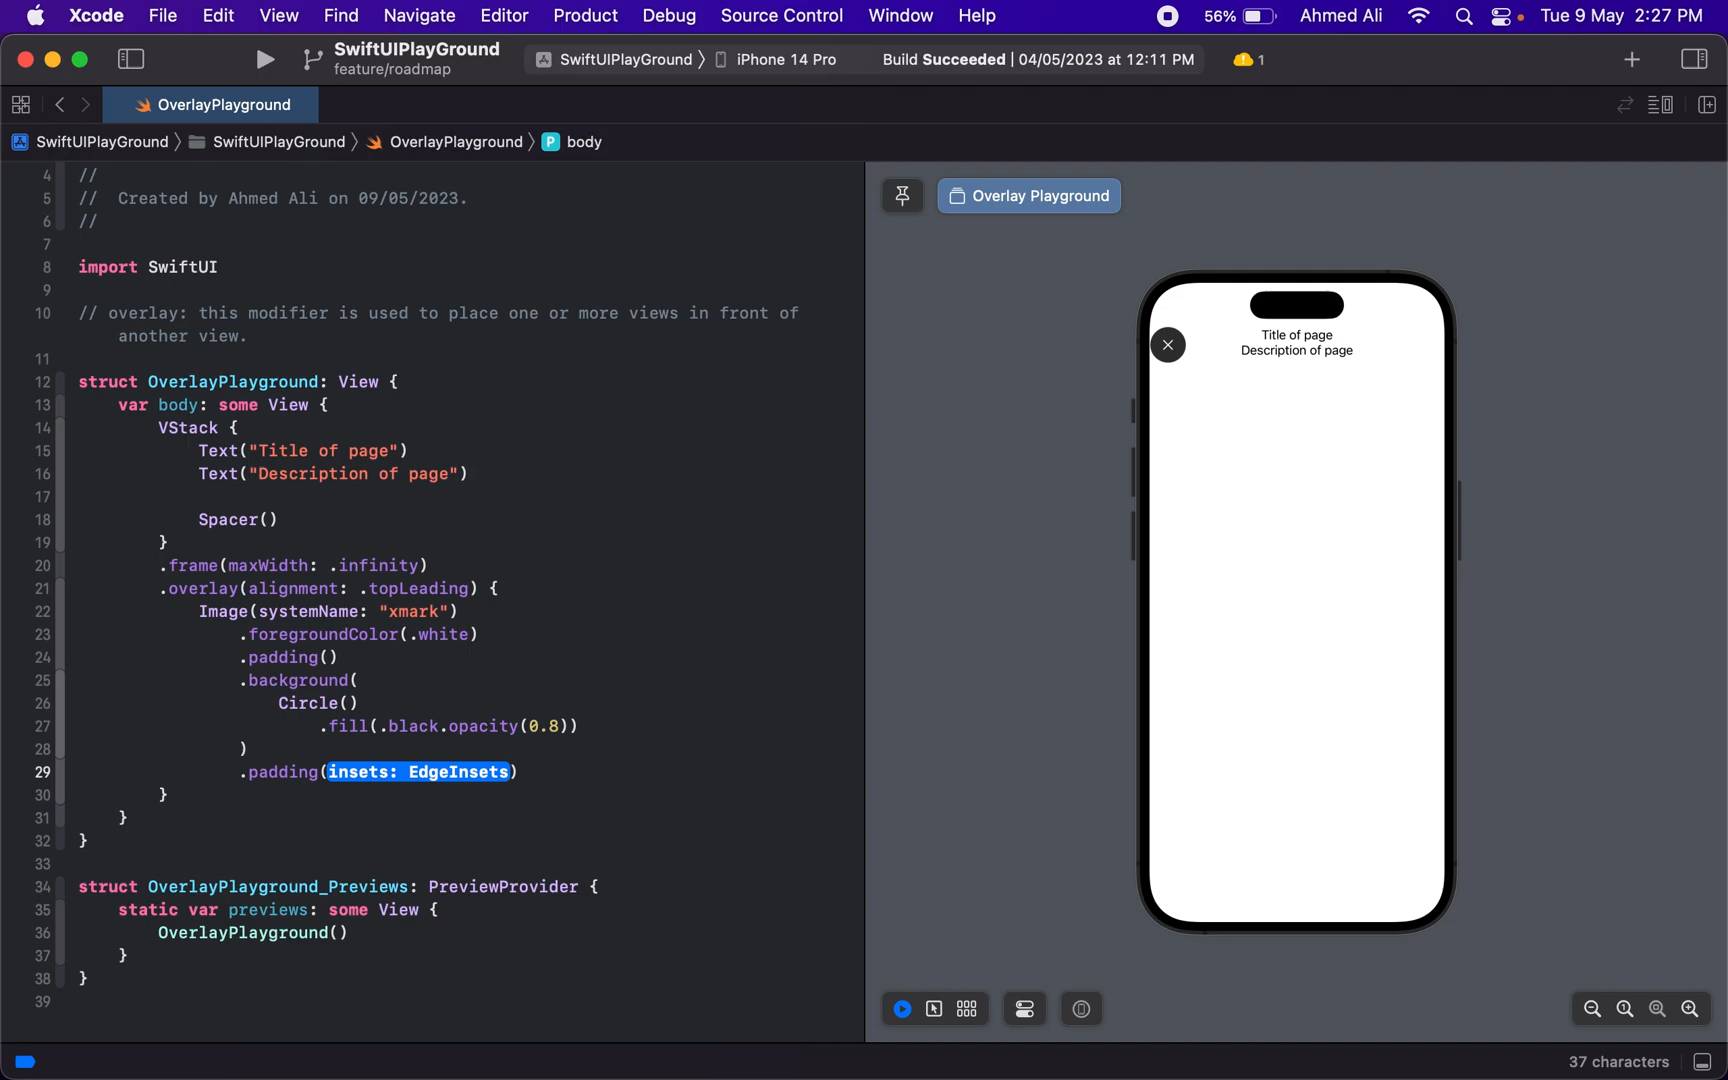 Xcode File Edit View Find Navigate Editor Product Debug Source Control Window Help 56% Ahmed Ali Tue 9 May 2:27 PM
SwiftUIPlayGround
feature/roadmap
SwiftUIPlayGround 〉 iPhone 14 Pro Build Succeeded | 04/05/2023 at 12:11 PM 1
OverlayPlayground
SwiftUIPlayGround 〉 SwiftUIPlayGround 〉 OverlayPlayground 〉 P body
4 //
5 //  Created by Ahmed Ali on 09/05/2023.
6 //
7
8 import SwiftUI
9
10 // overlay: this modifier is used to place one or more views in front of
another view.
11
12 struct OverlayPlayground: View {
13     var body: some View {
14         VStack {
15             Text("Title of page")
16             Text("Description of page")
17
18             Spacer()
19         }
20         .frame(maxWidth: .infinity)
21         .overlay(alignment: .topLeading) {
22             Image(systemName: "xmark")
23                 .foregroundColor(.white)
24                 .padding()
25                 .background(
26                     Circle()
27                         .fill(.black.opacity(0.8))
28                 )
29                 .padding(insets: EdgeInsets)
30         }
31     }
32 }
33
34 struct OverlayPlayground_Previews: PreviewProvider {
35     static var previews: some View {
36         OverlayPlayground()
37     }
38 }
39
Overlay Playground
Title of page
Description of page
37 characters